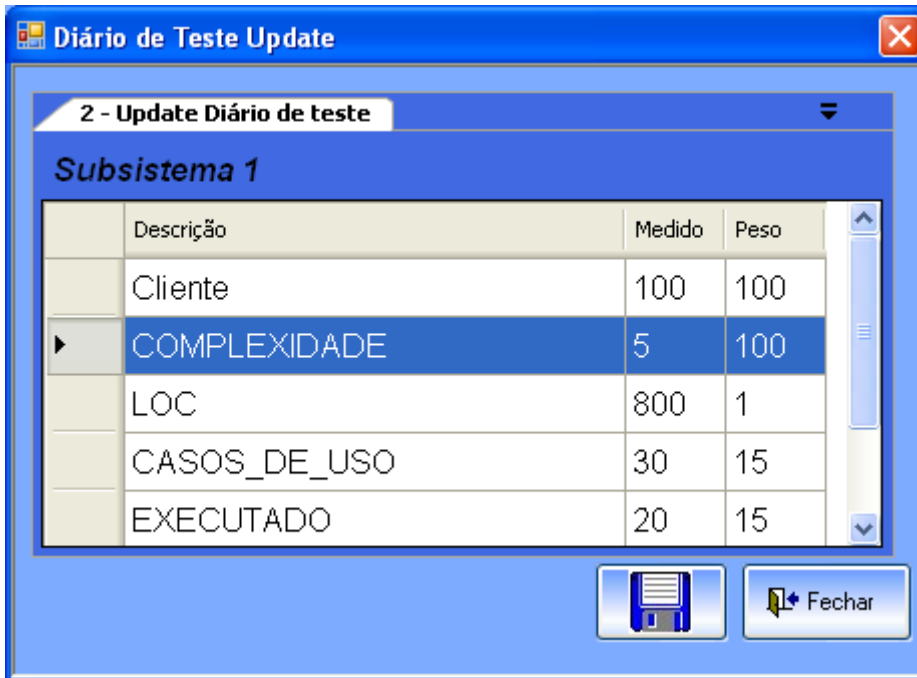 Diário de Teste Update
2 - Update Diário de teste
Subsistema 1
Descrição Medido Peso
Cliente 100 100
COMPLEXIDADE 5 100
LOC 800 1
CASOS_DE_USO 30 15
EXECUTADO 20 15
Fechar